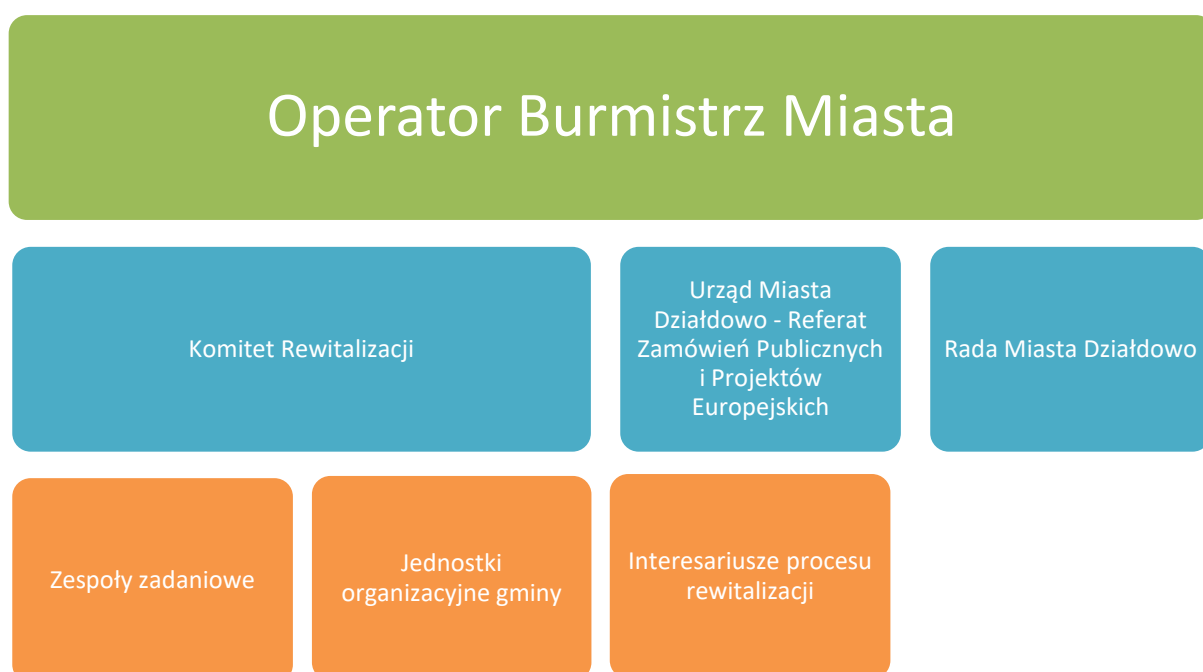 Operator Burmistrz Miasta
Komitet Rewitalizacji
Urząd Miasta
Działdowo - Referat
Zamówień Publicznych
i Projektów
Europejskich
Rada Miasta Działdowo
Zespoły zadaniowe
Jednostki
organizacyjne gminy
Interesariusze procesu
rewitalizacji